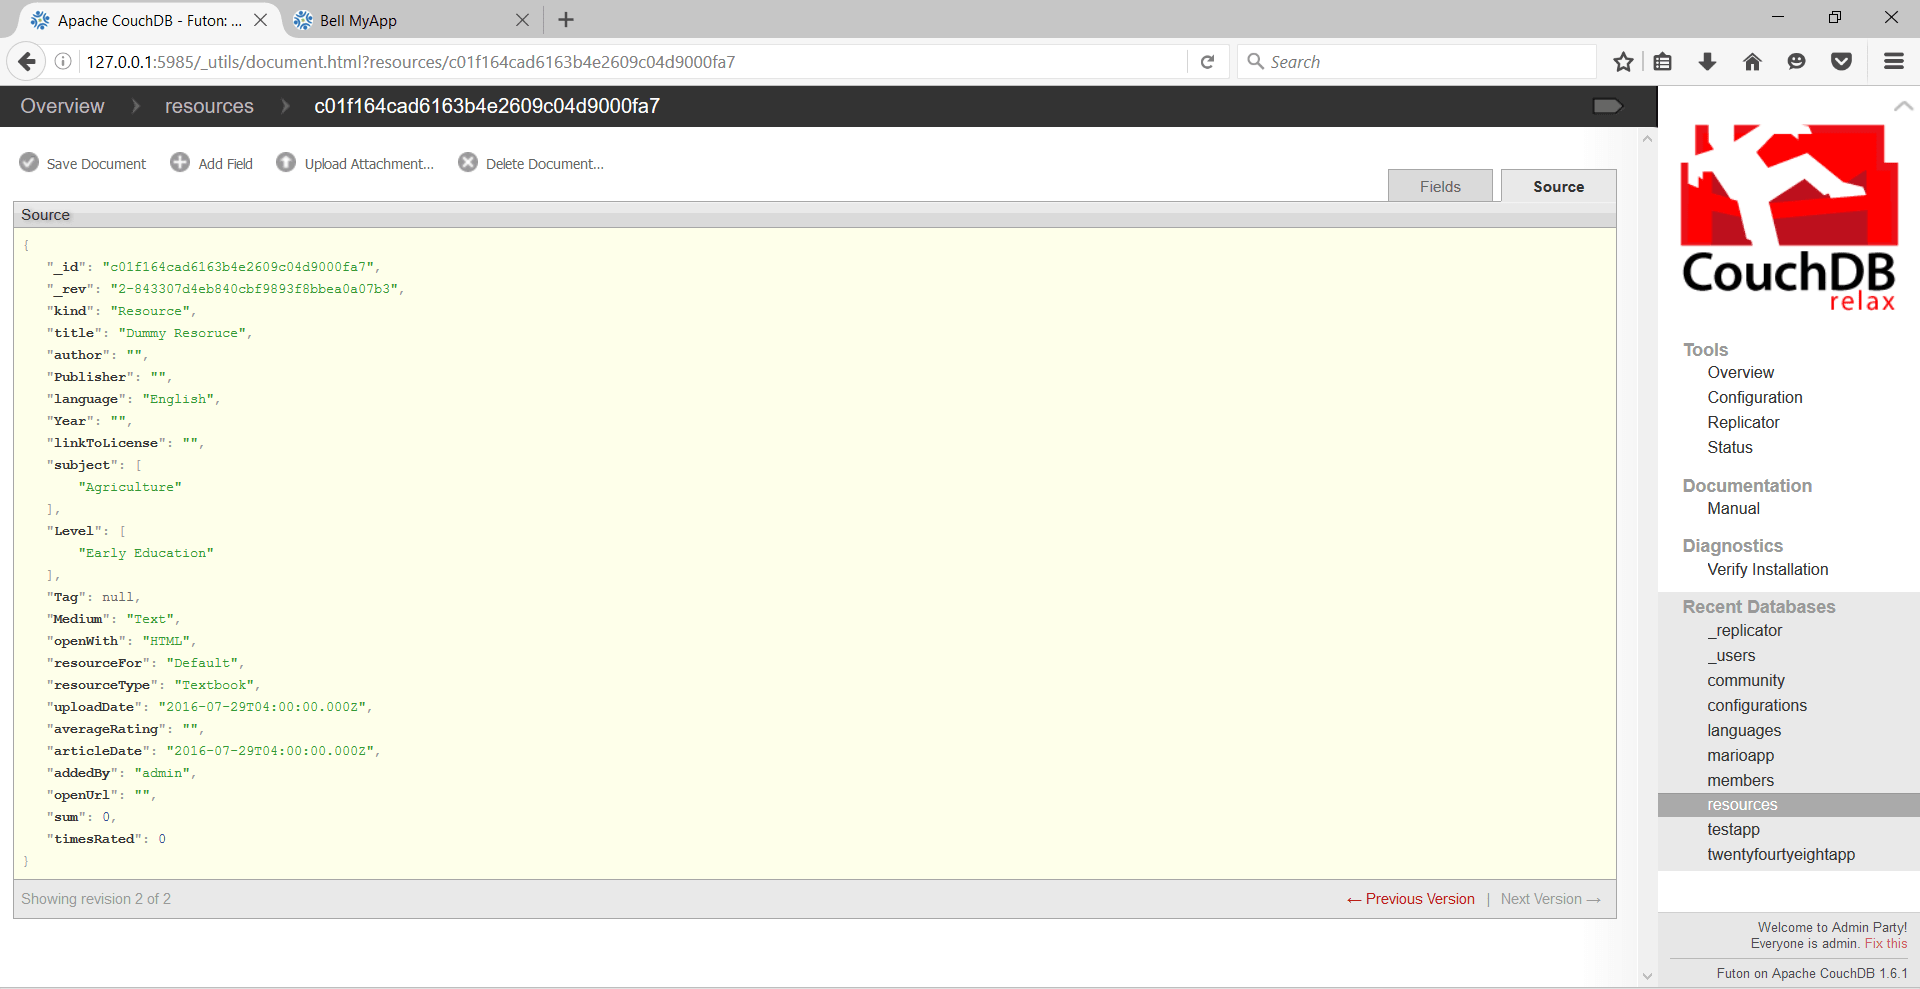 Apache CouchDB - Futon: ...
Bell MyApp
127.0.0.1:5985/_utils/document.html?resources/c01f164cad6163b4e2609c04d9000fa7
Search
Overview
resources
c01f164cad6163b4e2609c04d9000fa7
Save Document
Add Field
Upload Attachment...
Delete Document...
Fields
Source
Source
{
"_id": "c01f164cad6163b4e2609c04d9000fa7",
"_rev": "2-843307d4eb840cbf9893f8bbea0a07b3",
"kind": "Resource",
"title": "Dummy Resoruce",
"author": "",
"Publisher": "",
"language": "English",
"Year": "",
"linkToLicense": "",
"subject": [
"Agriculture"
],
"Level": [
"Early Education"
],
"Tag": null,
"Medium": "Text",
"openWith": "HTML",
"resourceFor": "Default",
"resourceType": "Textbook",
"uploadDate": "2016-07-29T04:00:00.000Z",
"averageRating": "",
"articleDate": "2016-07-29T04:00:00.000Z",
"addedBy": "admin",
"openUrl": "",
"sum": 0,
"timesRated": 0
}
Showing revision 2 of 2
← Previous Version | Next Version →
CouchDB
relax
Tools
Overview
Configuration
Replicator
Status
Documentation
Manual
Diagnostics
Verify Installation
Recent Databases
_replicator
_users
community
configurations
languages
marioapp
members
resources
testapp
twentyfourtyeightapp
Welcome to Admin Party!
Everyone is admin. Fix this
Futon on Apache CouchDB 1.6.1